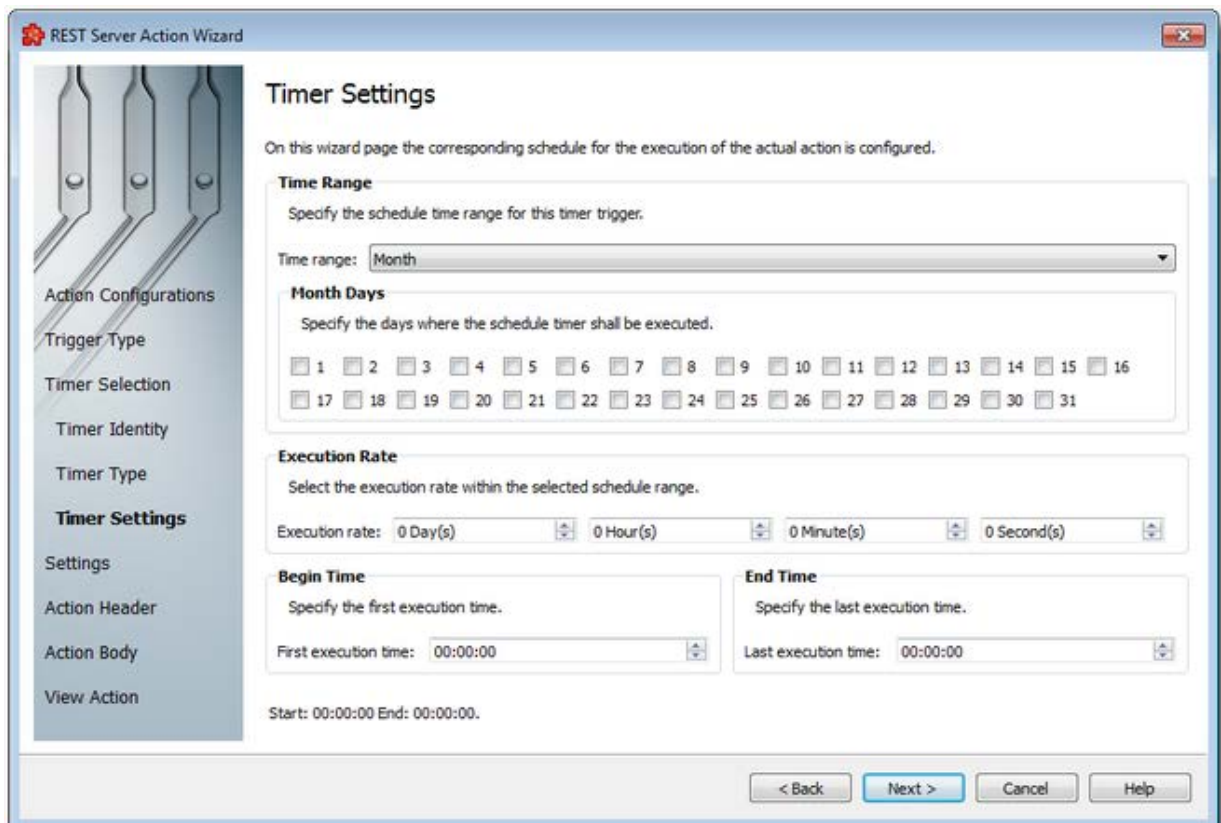 REST Server Action Wizard
Timer Settings
On this wizard page the corresponding schedule for the execution of the actual action is configured.
Time Range
Specify the schedule time range for this timer trigger.
Time range: Month
Month Days
Specify the days where the schedule timer shall be executed.
1 2 3 4 5 6 7 8 9 10 11 12 13 14 15 16
17 18 19 20 21 22 23 24 25 26 27 28 29 30 31
Execution Rate
Select the execution rate within the selected schedule range.
Execution rate: 0 Day(s) 0 Hour(s) 0 Minute(s) 0 Second(s)
Begin Time
Specify the first execution time.
First execution time: 00:00:00
End Time
Specify the last execution time.
Last execution time: 00:00:00
Start: 00:00:00 End: 00:00:00.
Action Configurations
Trigger Type
Timer Selection
Timer Identity
Timer Type
Timer Settings
Settings
Action Header
Action Body
View Action
< Back Next > Cancel Help